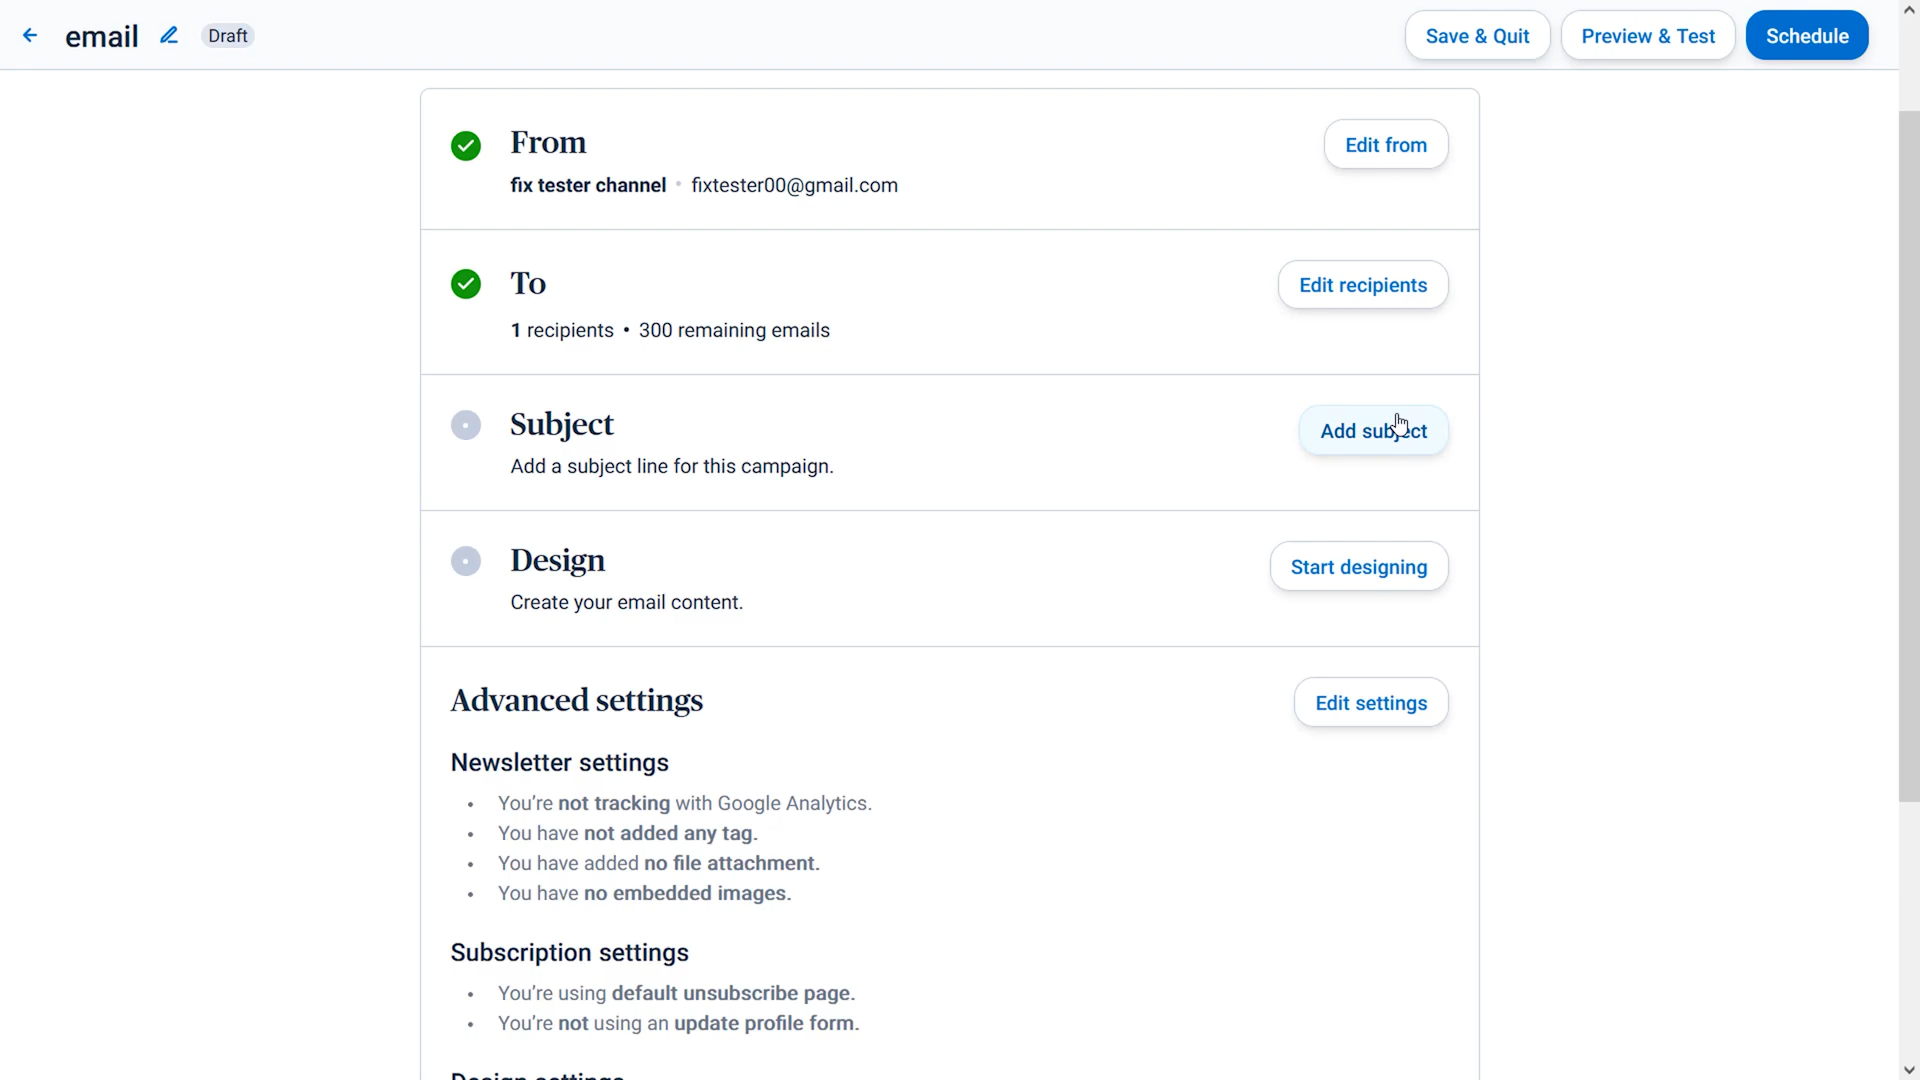 email
Draft
Save & Quit
Preview & Test
Schedule
From
Edit from
fix tester channel • fixtester00@gmail.com
To
Edit recipients
1 recipients • 300 remaining emails
Subject
Add subject
Add a subject line for this campaign.
Design
Start designing
Create your email content.
Advanced settings
Edit settings
Newsletter settings
• You're not tracking with Google Analytics.
• You have not added any tag.
• You have added no file attachment.
• You have no embedded images.
Subscription settings
• You're using default unsubscribe page.
• You're not using an update profile form.
Design settings